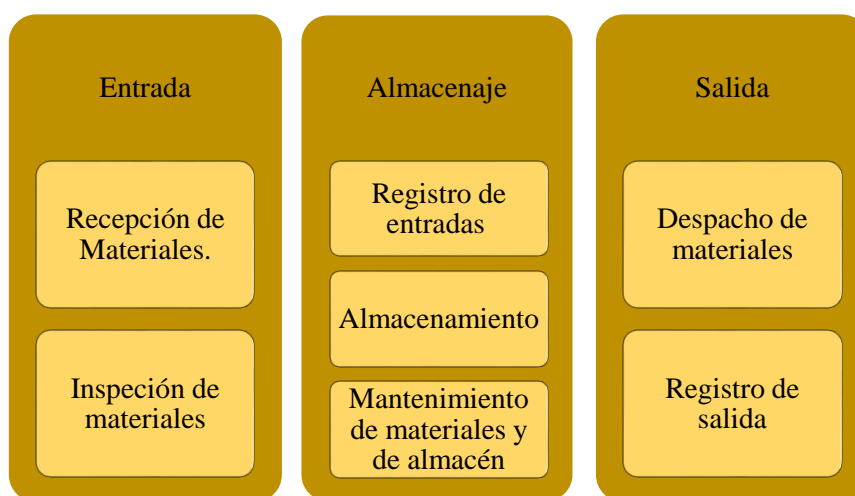 Entrada
Recepción de
Materiales.
Inspeción de
materiales
Almacenaje
Registro de
entradas
Almacenamiento
Mantenimiento
de materiales y
de almacén
Salida
Despacho de
materiales
Registro de
salida